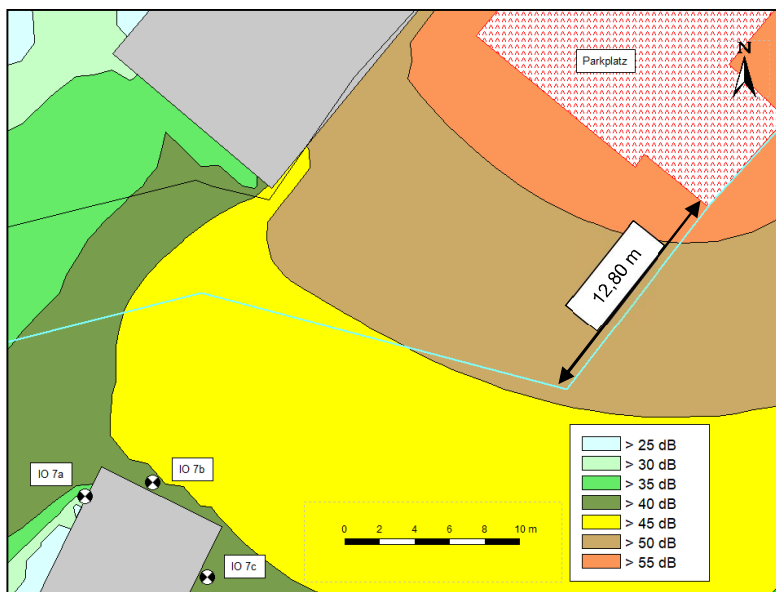 Parkplatz
N
12,80 m
IO 7a
IO 7b
IO 7c
0 2 4 6 8 10 m
> 25 dB
> 30 dB
> 35 dB
> 40 dB
> 45 dB
> 50 dB
> 55 dB